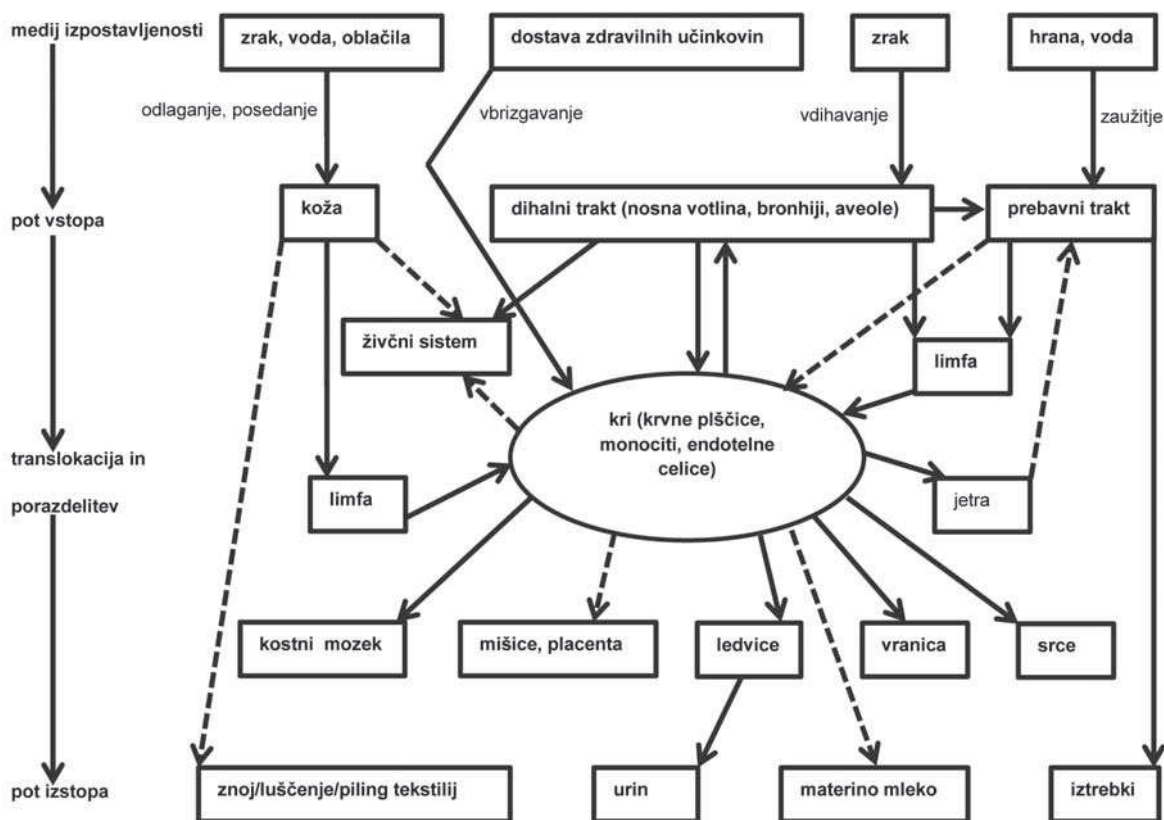 medij izpostavljenosti
zrak, voda, oblačila
dostava zdravilnih učinkovin
zrak
hrana, voda
odlaganje, posedanje
vbrizgavanje
vdihavanje
zaužitje
pot vstopa
koža
dihalni trakt (nosna votlina, bronhiji, aveole)
prebavni trakt
živčni sistem
limfa
kri (krvne plščice,
monociti, endotelne
celice)
translokacija in
porazdelitev
limfa
jetra
kostni mozek
mišice, placenta
ledvice
vranica
srce
pot izstopa
znoj/luščenje/piling tekstilij
urin
materino mleko
iztrebki